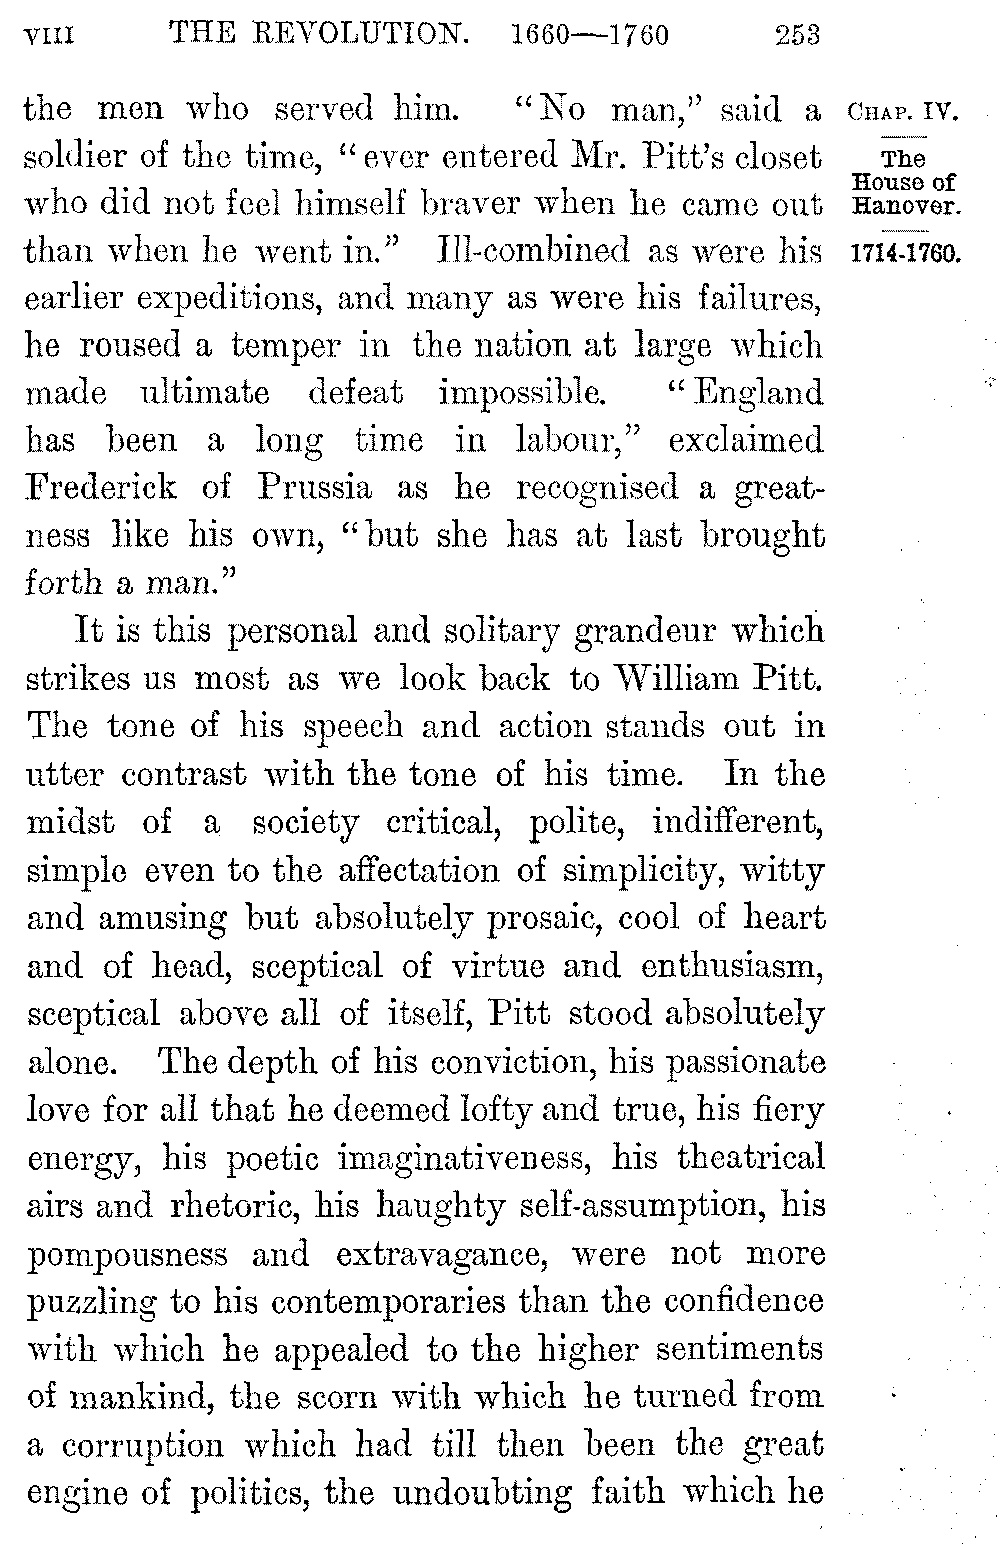 VIII THE REVOLUTION. 1660—1760 253
the men who served him. "No man," said a
soldier of the time, "ever entered Mr. Pitt's closet
who did not feel himself braver when he came out
than when he went in." Ill-combined as were his
earlier expeditions, and many as were his failures,
he roused a temper in the nation at large which
made ultimate defeat impossible. "England
has been a long time in labour," exclaimed
Frederick of Prussia as he recognised a great-
ness like his own, "but she has at last brought
forth a man."
It is this personal and solitary grandeur which
strikes us most as we look back to William Pitt.
The tone of his speech and action stands out in
utter contrast with the tone of his time. In the
midst of a society critical, polite, indifferent,
simple even to the affectation of simplicity, witty
and amusing but absolutely prosaic, cool of heart
and of head, sceptical of virtue and enthusiasm,
sceptical above all of itself, Pitt stood absolutely
alone. The depth of his conviction, his passionate
love for all that he deemed lofty and true, his fiery
energy, his poetic imaginativeness, his theatrical
airs and rhetoric, his haughty self-assumption, his
pompousness and extravagance, were not more
puzzling to his contemporaries than the confidence
with which he appealed to the higher sentiments
of mankind, the scorn with which he turned from
a corruption which had till then been the great
engine of politics, the undoubting faith which he
CHAP. IV.
The
House of
Hanover.
1714-1760.